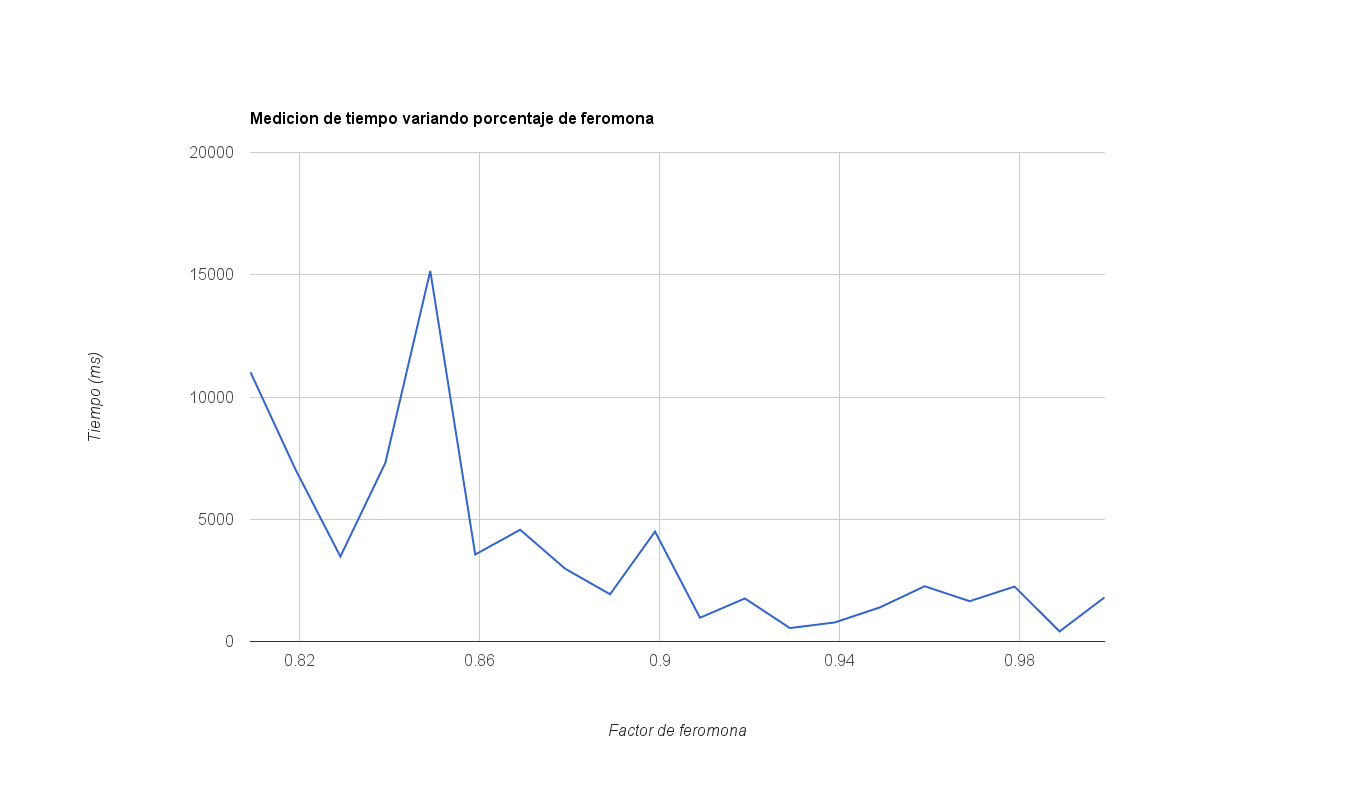 Medicion de tiempo variando porcentaje de feromona
20000
15000
10000
5000
0
Tiempo (ms)
0.82 0.86 0.9 0.94 0.98
Factor de feromona